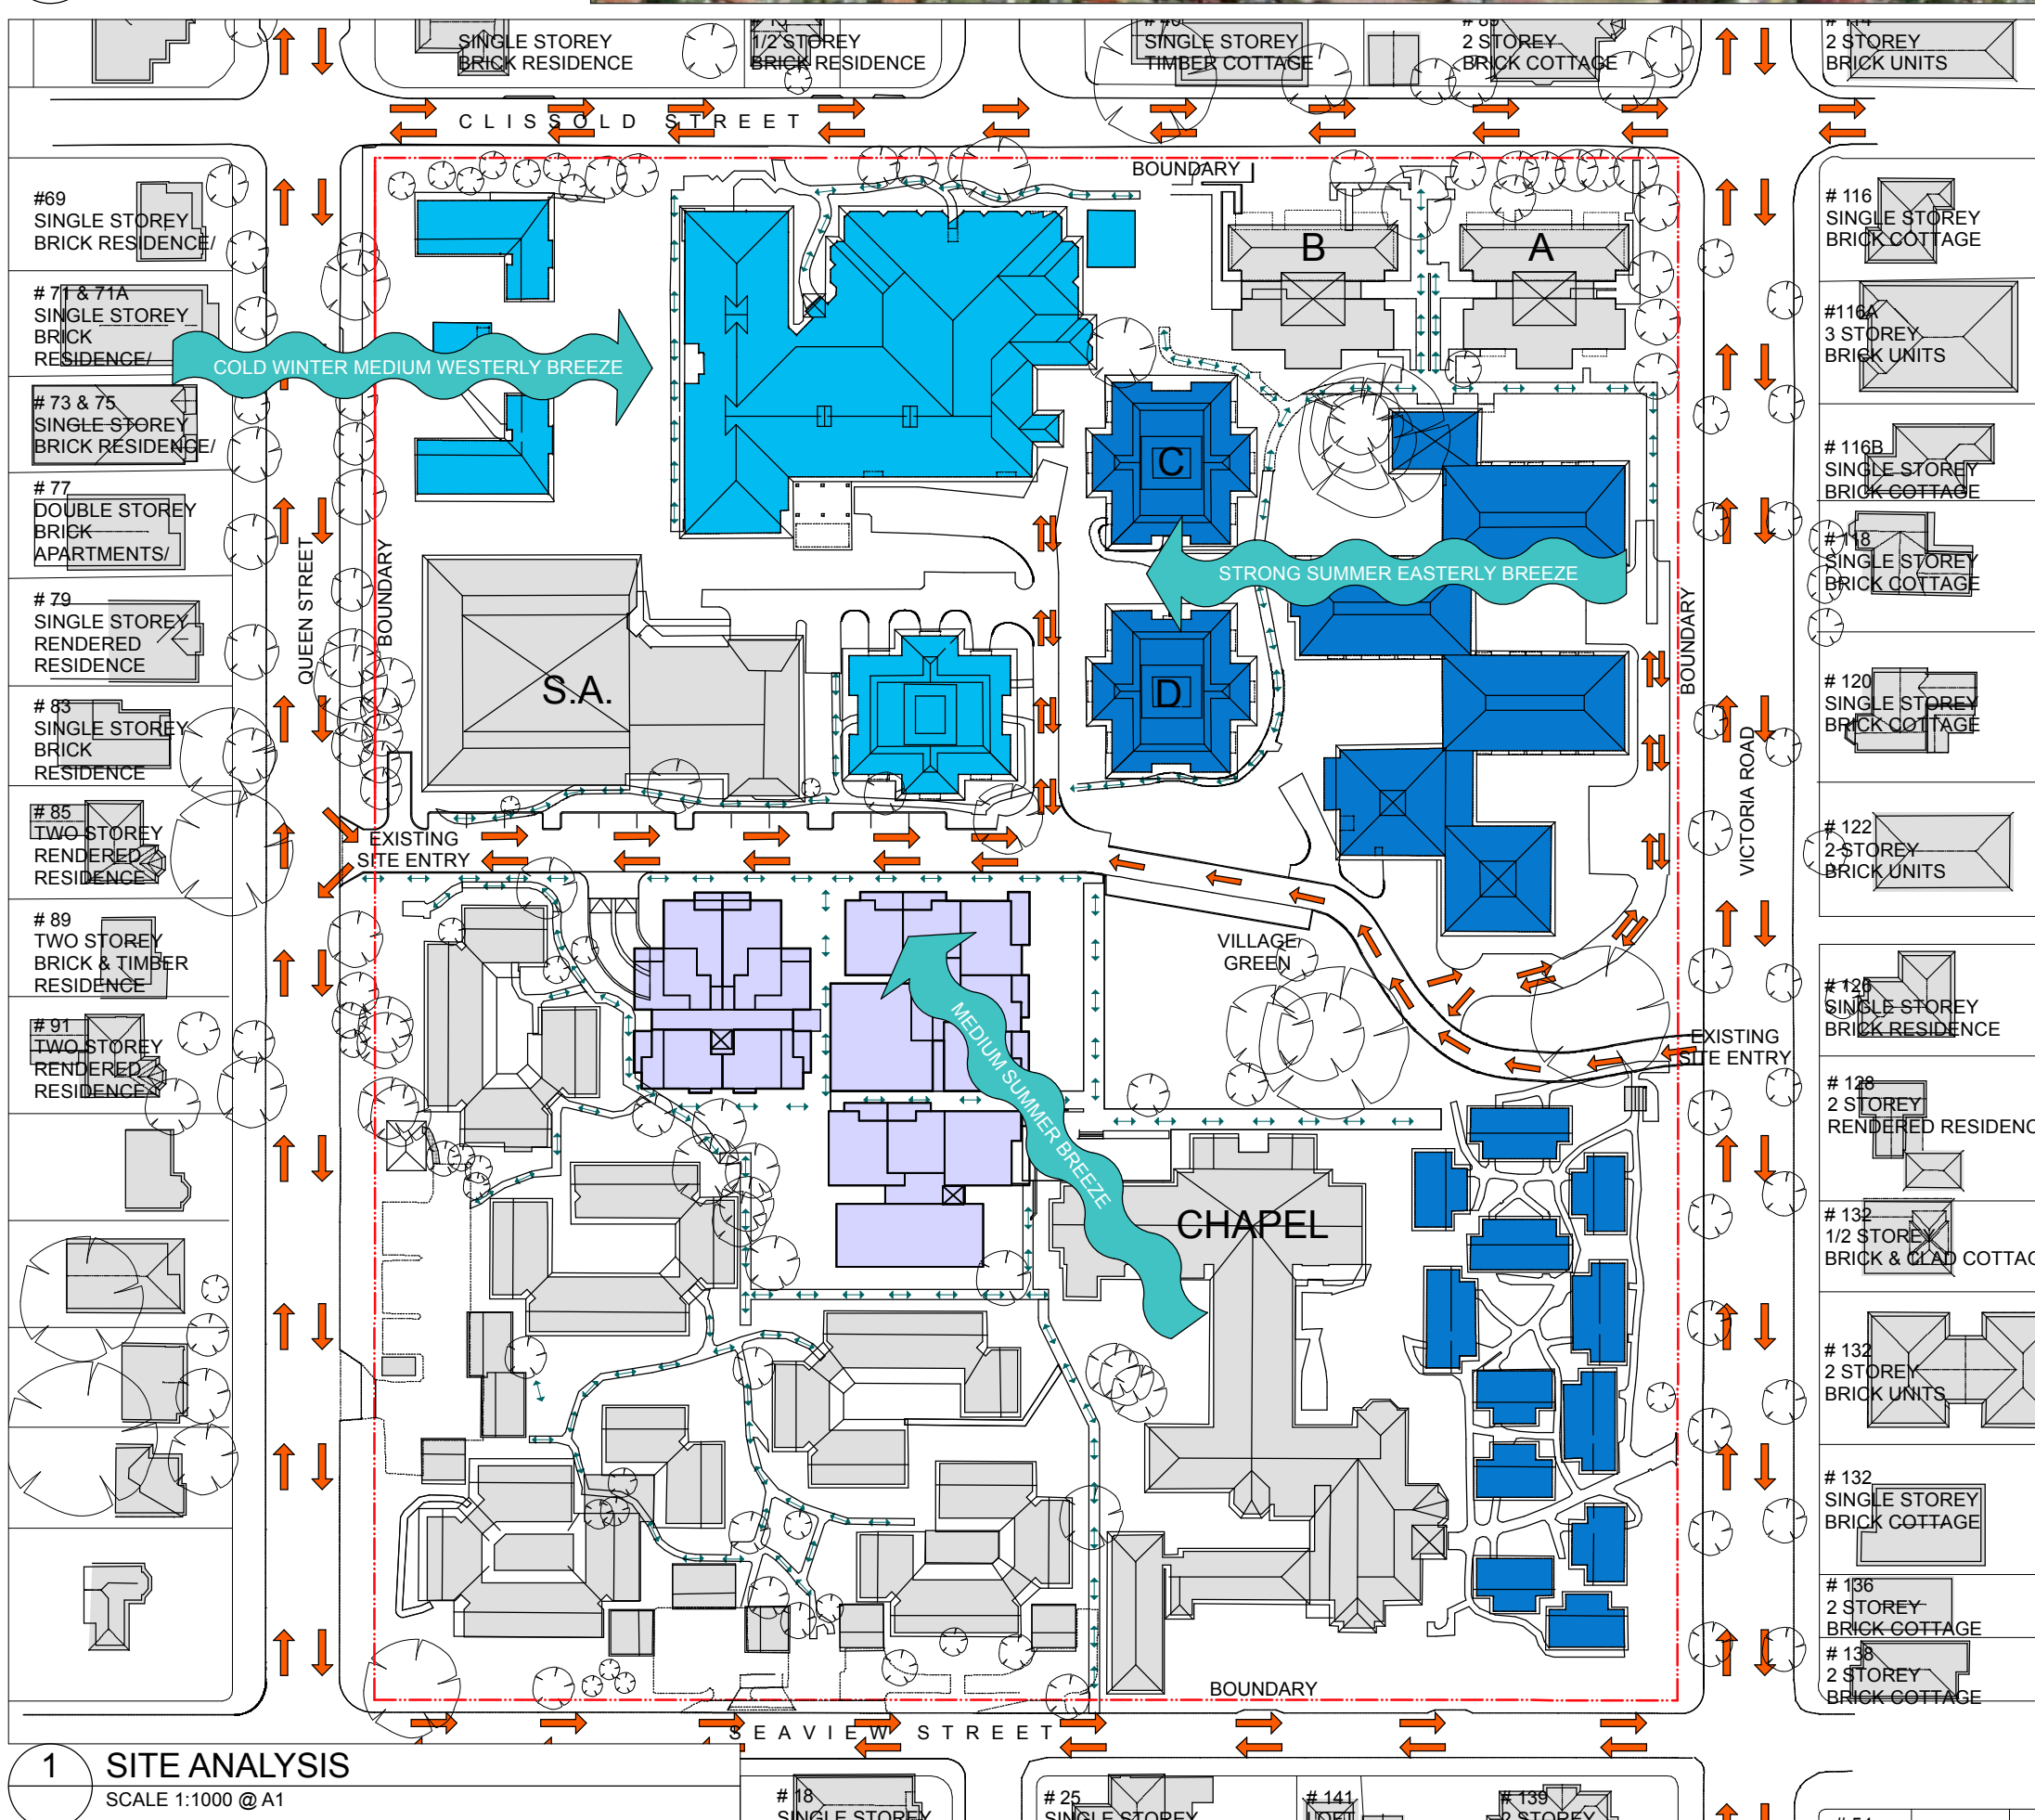 SINGLE STOREY
BRICK RESIDENCE
1/2 STOREY
BRICK RESIDENCE
SINGLE STOREY
TIMBER COTTAGE
2 STOREY
BRICK COTTAGE
2 STOREY
BRICK UNITS
CLISSOLD STREET
BOUNDARY
#69
SINGLE STOREY
BRICK RESIDENCE/
# 71 & 71A
SINGLE STOREY
BRICK
RESIDENCE/
# 73 & 75
SINGLE STOREY
BRICK RESIDENCE/
# 77
DOUBLE STOREY
BRICK
APARTMENTS/
# 79
SINGLE STOREY
RENDERED
RESIDENCE
# 83
SINGLE STOREY
BRICK
RESIDENCE
# 85
TWO STOREY
RENDERED
RESIDENCE
# 89
TWO STOREY
BRICK & TIMBER
RESIDENCE
# 91
TWO STOREY
RENDERED
RESIDENCE
QUEEN STREET
BOUNDARY
COLD WINTER MEDIUM WESTERLY BREEZE
B
A
C
STRONG SUMMER EASTERLY BREEZE
S.A.
D
BOUNDARY
VICTORIA ROAD
EXISTING
SITE ENTRY
VILLAGE
GREEN
MEDIUM SUMMER BREEZE
EXISTING
SITE ENTRY
CHAPEL
BOUNDARY
# 116
SINGLE STOREY
BRICK COTTAGE
#116A
3 STOREY
BRICK UNITS
# 116B
SINGLE STOREY
BRICK COTTAGE
# 118
SINGLE STOREY
BRICK COTTAGE
# 120
SINGLE STOREY
BRICK COTTAGE
# 122
2 STOREY
BRICK UNITS
# 126
SINGLE STOREY
BRICK RESIDENCE
# 128
2 STOREY
RENDERED RESIDENC
# 132
1/2 STOREY
BRICK & CLAD COTTAG
# 132
2 STOREY
BRICK UNITS
# 132
SINGLE STOREY
BRICK COTTAGE
# 136
2 STOREY
BRICK COTTAGE
# 138
2 STOREY
BRICK COTTAGE
SEAVIEW STREET
1
SITE ANALYSIS
SCALE 1:1000 @ A1
# 18
SINGLE STOREY
# 25
SINGLE STOREY
# 141
# 139
2 STOREY